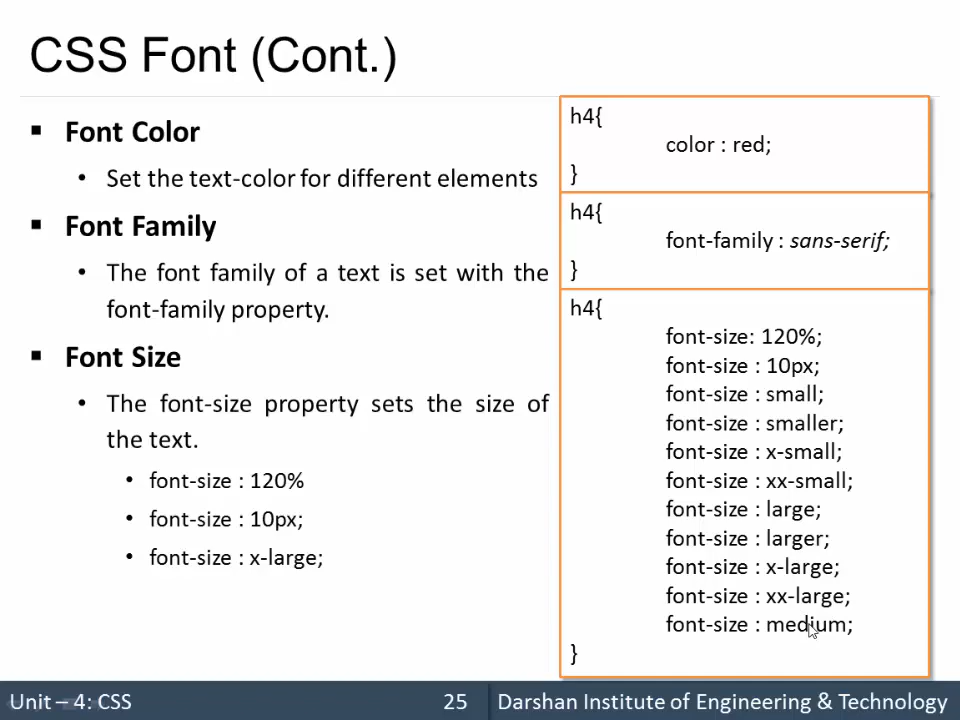 CSS Font (Cont.)
▪ Font Color
• Set the text-color for different elements
▪ Font Family
• The font family of a text is set with the
font-family property.
▪ Font Size
• The font-size property sets the size of
the text.
• font-size : 120%
• font-size : 10px;
• font-size : x-large;
h4{
color : red;
}
h4{
font-family : sans-serif;
}
h4{
font-size: 120%;
font-size : 10px;
font-size : small;
font-size : smaller;
font-size : x-small;
font-size : xx-small;
font-size : large;
font-size : larger;
font-size : x-large;
font-size : xx-large;
font-size : medium;
}
Unit – 4: CSS 25 Darshan Institute of Engineering & Technology